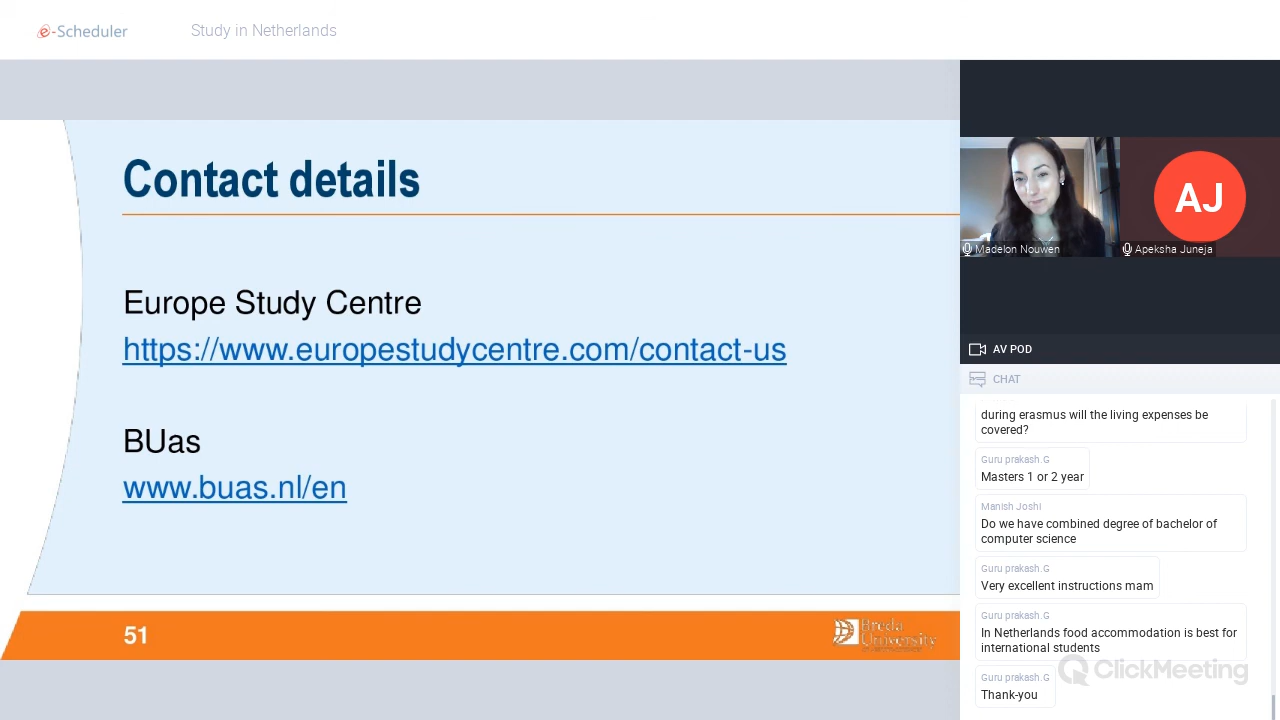 e-Scheduler
Study in Netherlands
Contact details
Europe Study Centre
https://www.europestudycentre.com/contact-us
BUas
www.buas.nl/en
51
Breda
University
Madelon Nouwen
AJ
Apeksha Juneja
AV POD
CHAT
during erasmus will the living expenses be
covered?
Guru prakash.G
Masters 1 or 2 year
Manish Joshi
Do we have combined degree of bachelor of
computer science
Guru prakash.G
Very excellent instructions mam
Guru prakash.G
In Netherlands food accommodation is best for
international students
Guru prakash.G
Thank-you
ClickMeeting